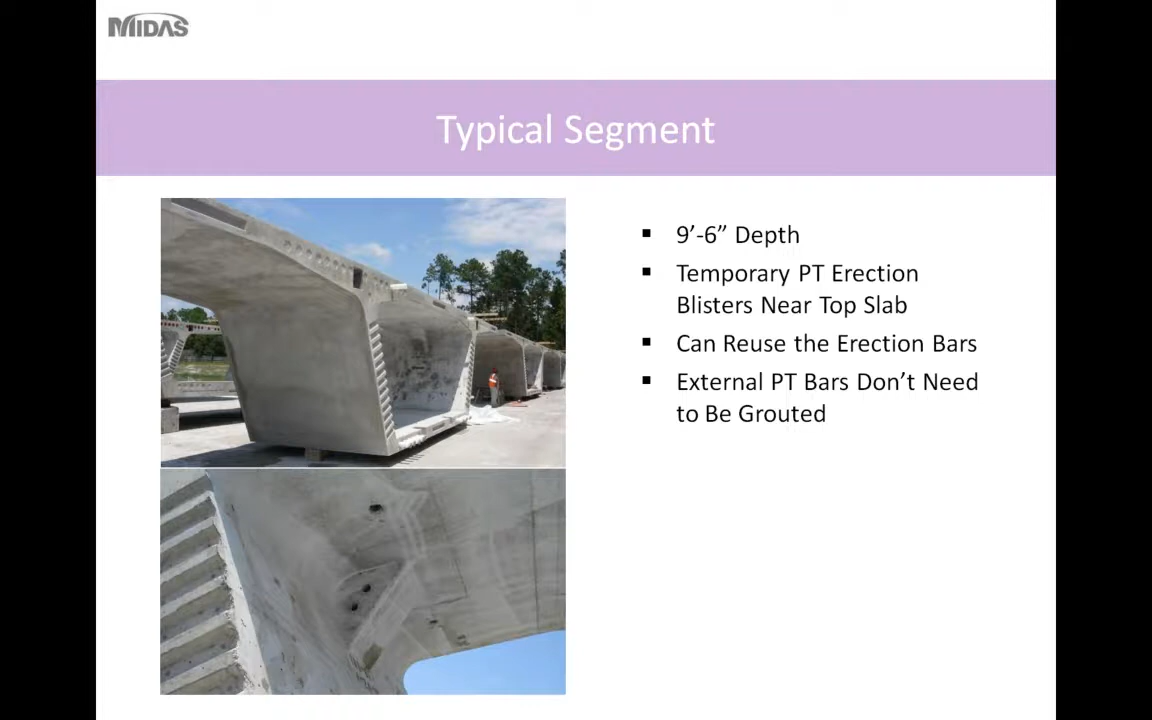 MIDAS
Typical Segment
▪ 9’-6” Depth
▪ Temporary PT Erection
Blisters Near Top Slab
▪ Can Reuse the Erection Bars
▪ External PT Bars Don’t Need
to Be Grouted